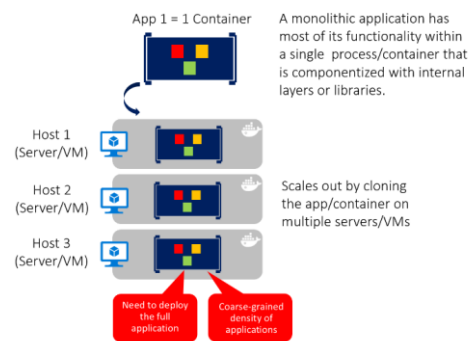 App 1 = 1 Container
A monolithic application has
most of its functionality within
a single process/container that
is componentized with internal
layers or libraries.
Host 1
(Server/VM)
Host 2
(Server/VM)
Host 3
(Server/VM)
Scales out by cloning
the app/container on
multiple servers/VMs
Need to deploy
the full
application
Coarse-grained
density of
applications